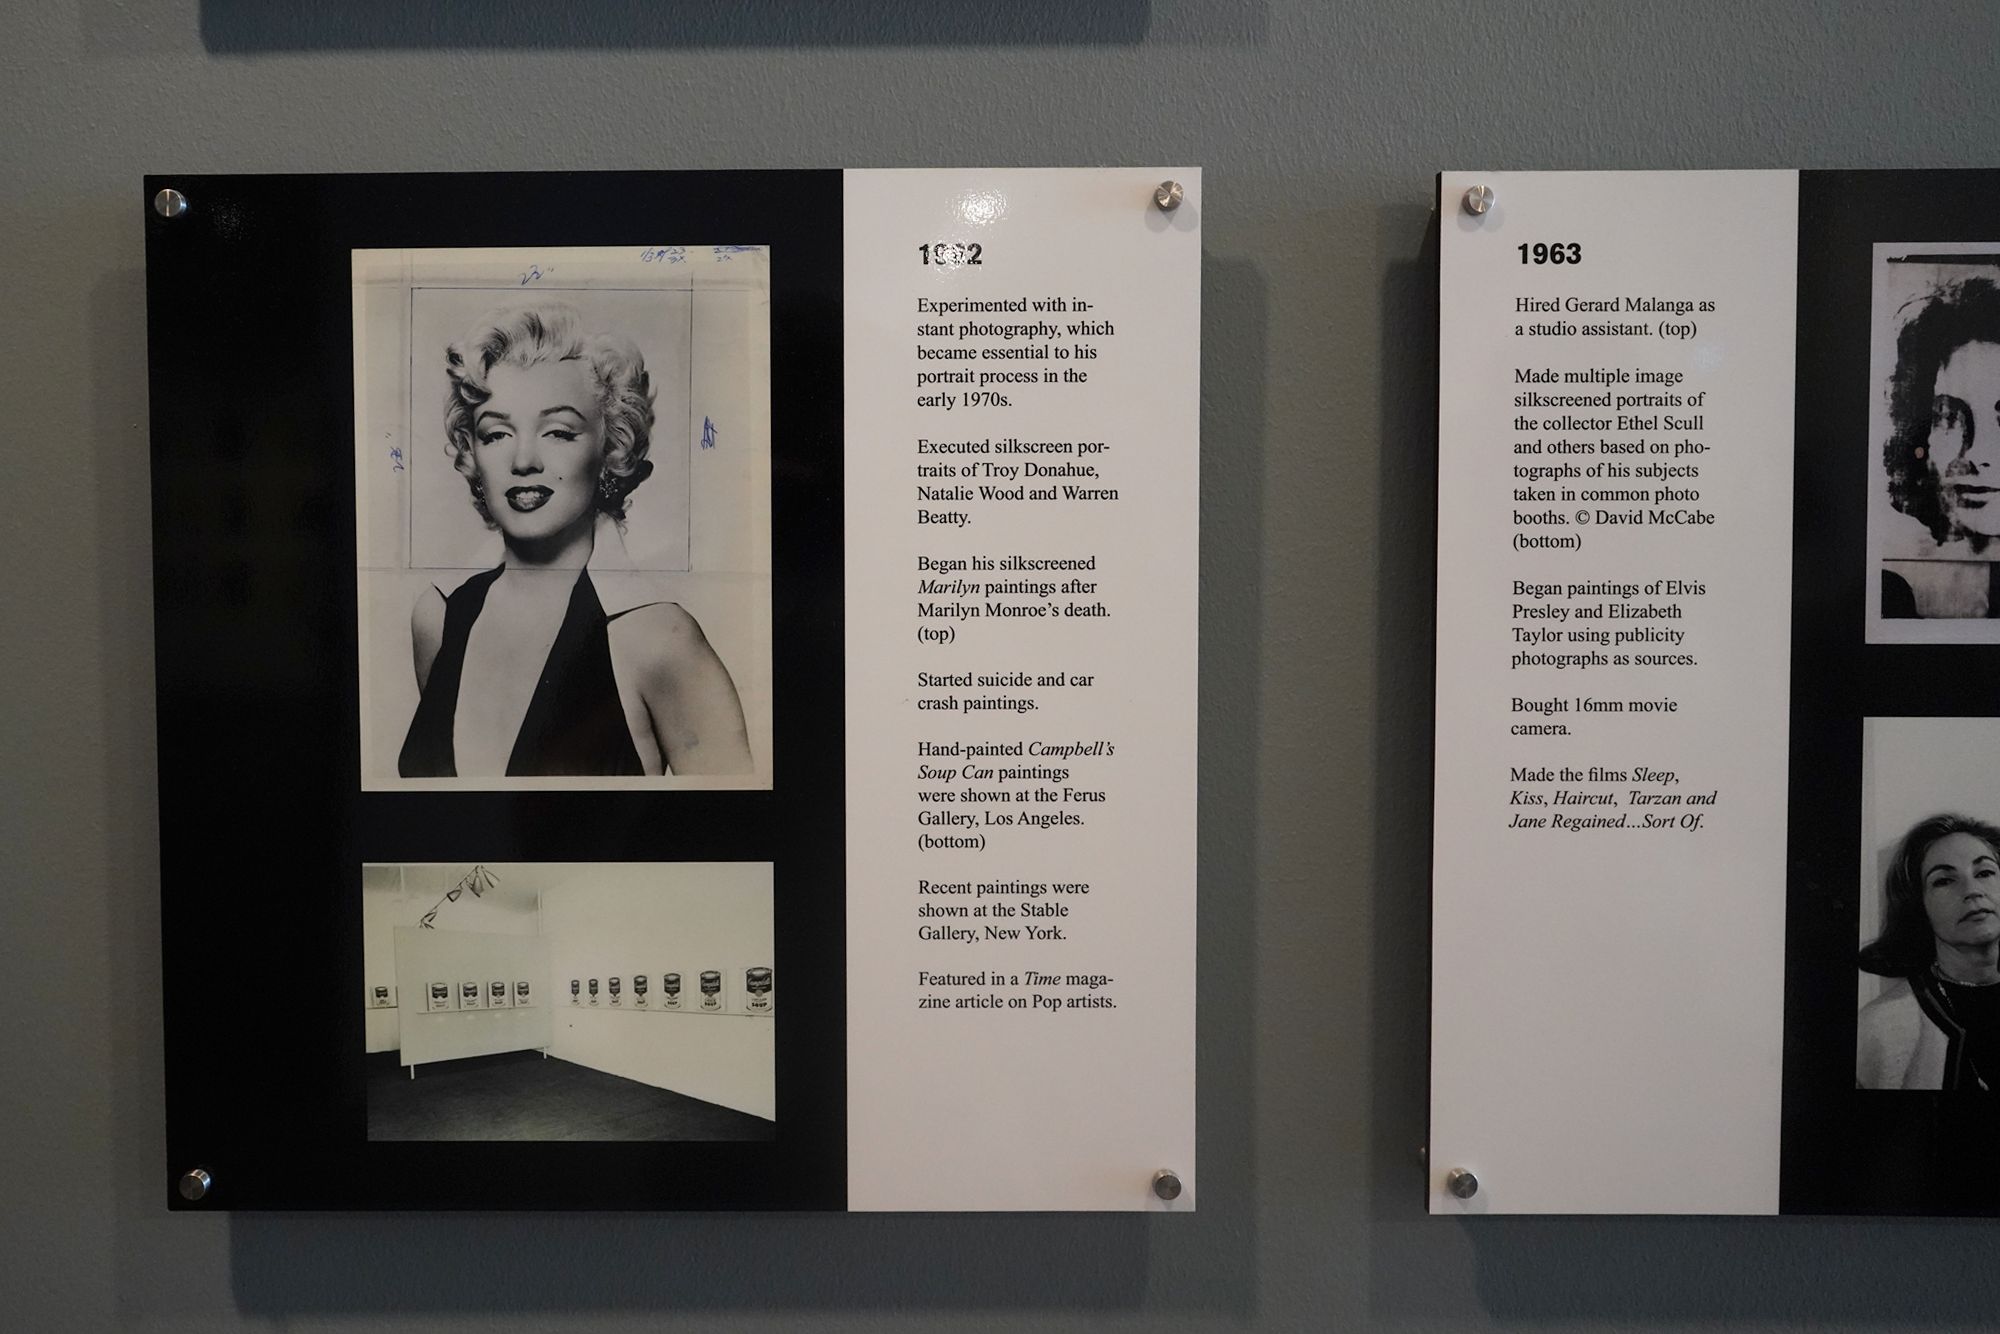 1962
Experimented with in-
stant photography, which
became essential to his
portrait process in the
early 1970s.
Executed silkscreen por-
traits of Troy Donahue,
Natalie Wood and Warren
Beatty.
Began his silkscreened
Marilyn paintings after
Marilyn Monroe’s death.
(top)
Started suicide and car
crash paintings.
Hand-painted Campbell’s
Soup Can paintings
were shown at the Ferus
Gallery, Los Angeles.
(bottom)
Recent paintings were
shown at the Stable
Gallery, New York.
Featured in a Time maga-
zine article on Pop artists.
1963
Hired Gerard Malanga as
a studio assistant. (top)
Made multiple image
silkscreened portraits of
the collector Ethel Scull
and others based on pho-
tographs of his subjects
taken in common photo
booths. © David McCabe
(bottom)
Began paintings of Elvis
Presley and Elizabeth
Taylor using publicity
photographs as sources.
Bought 16mm movie
camera.
Made the films Sleep,
Kiss, Haircut, Tarzan and
Jane Regained...Sort Of.